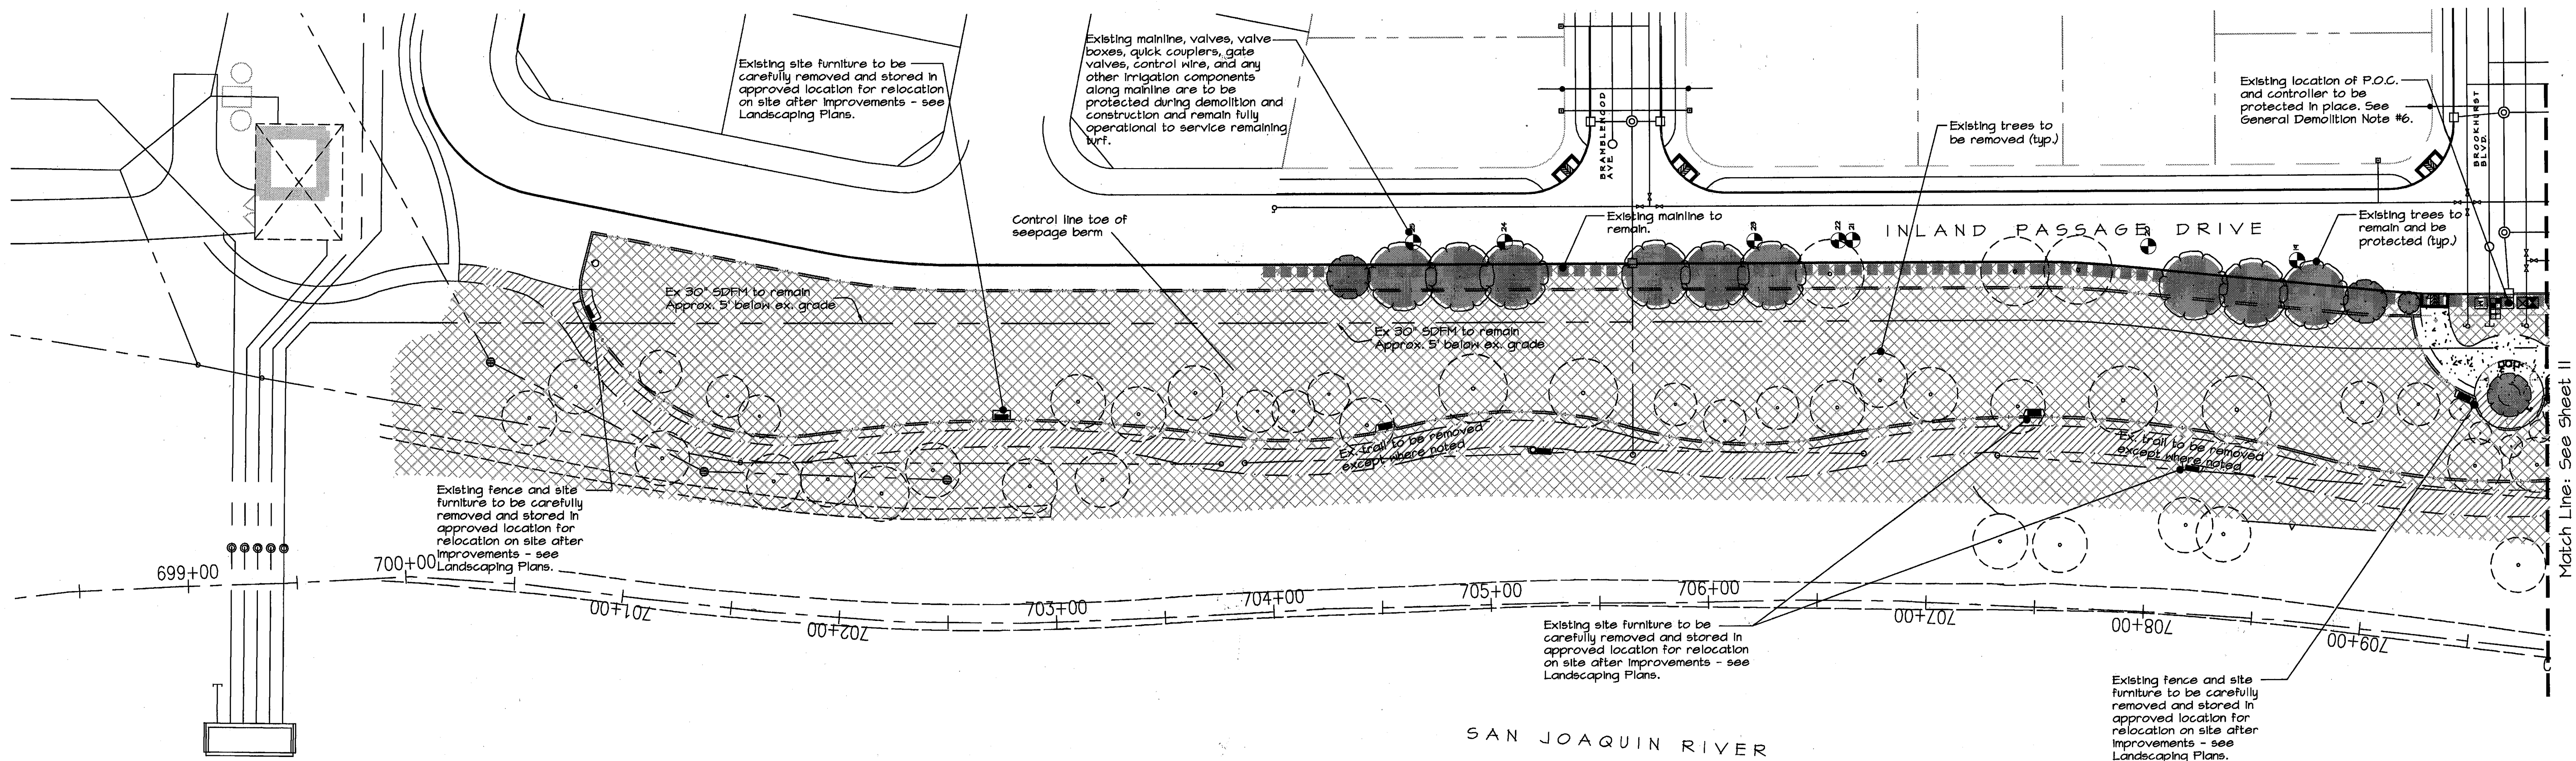 Existing site furniture to be
carefully removed and stored in
approved location for relocation
on site after improvements - see
Landscaping Plans.
Existing mainline, valves, valve
boxes, quick couplers, gate
valves, control wire, and any
other irrigation components
along mainline are to be
protected during demolition and
construction and remain fully
operational to service remaining
turf.
BRAMBLEWOOD
AVE.
Existing trees to
be removed (typ.)
Existing location of P.O.C.
and controller to be
protected in place. See
General Demolition Note #6.
BROOKHURST
BLVD.
Control line toe of
seepage berm
Existing mainline to
remain.
INLAND PASSAGE DRIVE
Existing trees to
remain and be
protected (typ.)
24
23
22
21
Ex 30" SDFM to remain
Approx. 5' below ex. grade
Ex 30" SDFM to remain
Approx. 5' below ex. grade
Ex. trail to be removed
except where noted
Ex. trail to be removed
except where noted
Existing fence and site
furniture to be carefully
removed and stored in
approved location for
relocation on site after
improvements - see
Landscaping Plans.
699+00
700+00
701+00
702+00
703+00
704+00
705+00
706+00
707+00
708+00
709+00
Existing site furniture to be
carefully removed and stored in
approved location for relocation
on site after improvements - see
Landscaping Plans.
Existing fence and site
furniture to be carefully
removed and stored in
approved location for
relocation on site after
improvements - see
Landscaping Plans.
SAN JOAQUIN RIVER
Match Line: See Sheet 11